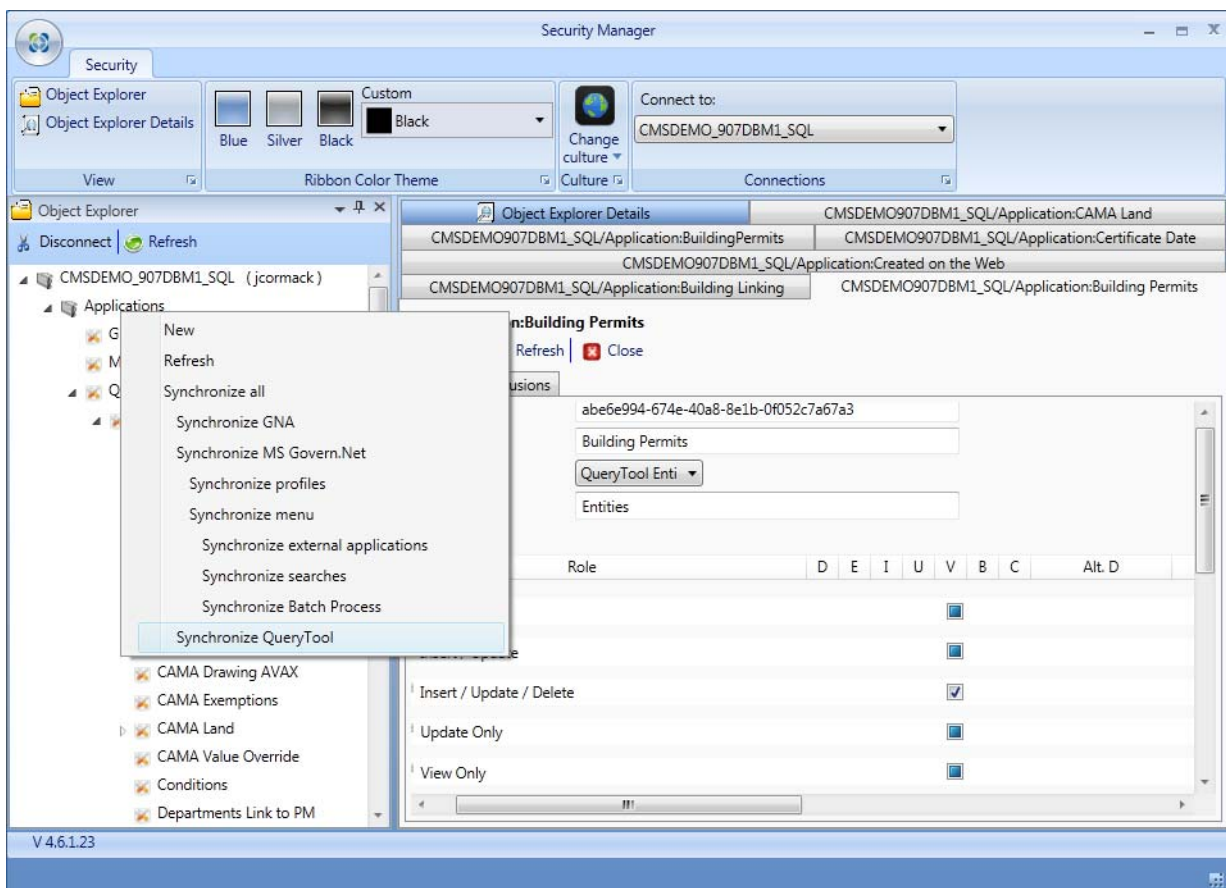 Security Manager
Security
Object Explorer
Object Explorer Details
View
Blue
Silver
Black
Custom
Black
Ribbon Color Theme
Change culture
Culture
Connect to:
CMSDEMO_907DBM1_SQL
Connections
Object Explorer
Disconnect
Refresh
CMSDEMO_907DBM1_SQL (jcormack)
Applications
G
M
Q
New
Refresh
Synchronize all
Synchronize GNA
Synchronize MS Govern.Net
Synchronize profiles
Synchronize menu
Synchronize external applications
Synchronize searches
Synchronize Batch Process
Synchronize QueryTool
CAMA Drawing AVAX
CAMA Exemptions
CAMA Land
CAMA Value Override
Conditions
Departments Link to PM
Object Explorer Details
CMSDEMO907DBM1_SQL/Application:CAMA Land
CMSDEMO907DBM1_SQL/Application:BuildingPermits
CMSDEMO907DBM1_SQL/Application:Certificate Date
CMSDEMO907DBM1_SQL/Application:Created on the Web
CMSDEMO907DBM1_SQL/Application:Building Linking
CMSDEMO907DBM1_SQL/Application:Building Permits
n:Building Permits
Refresh
Close
usions
abe6e994-674e-40a8-8e1b-0f052c7a67a3
Building Permits
QueryTool Enti
Entities
Role D E I U V B C Alt. D
Insert / Update / Delete
Update Only
View Only
V 4.6.1.23